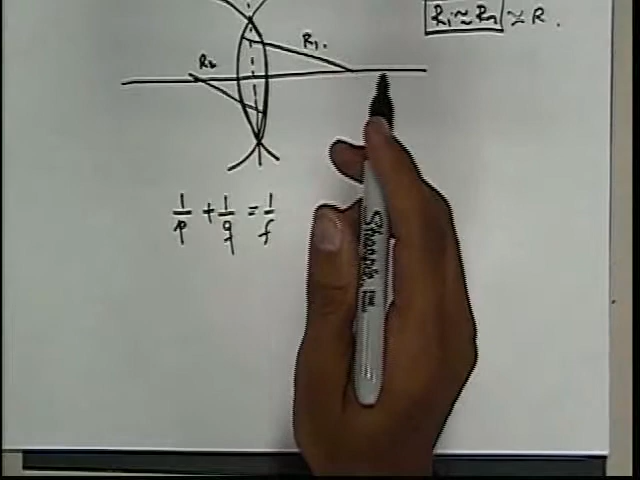 R₁ ≃ R₂ ≃ R.
R₁.
R₂
1/p + 1/q = 1/f
Sharpie